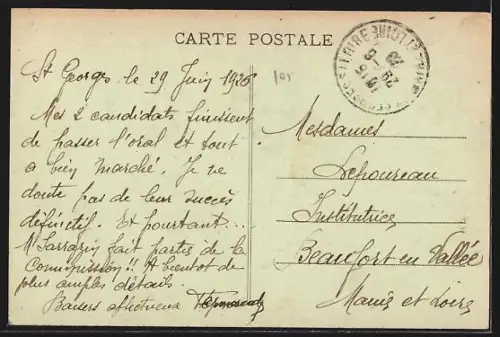 CARTE POSTALE
St Georges le 29 Juin 1926
Mes 2 candidats finissent
de passer l'oral et tout
a bien marché. Je ne
doute pas de leur succès
définitif. Et pourtant...
Mr Sarrazin fait partie de la
Commission!! A bientôt de
plus amples détails.
Baisers affectueux
Mesdames
Lepoureau
Institutrices
Beaufort en Vallée
Maine et Loire